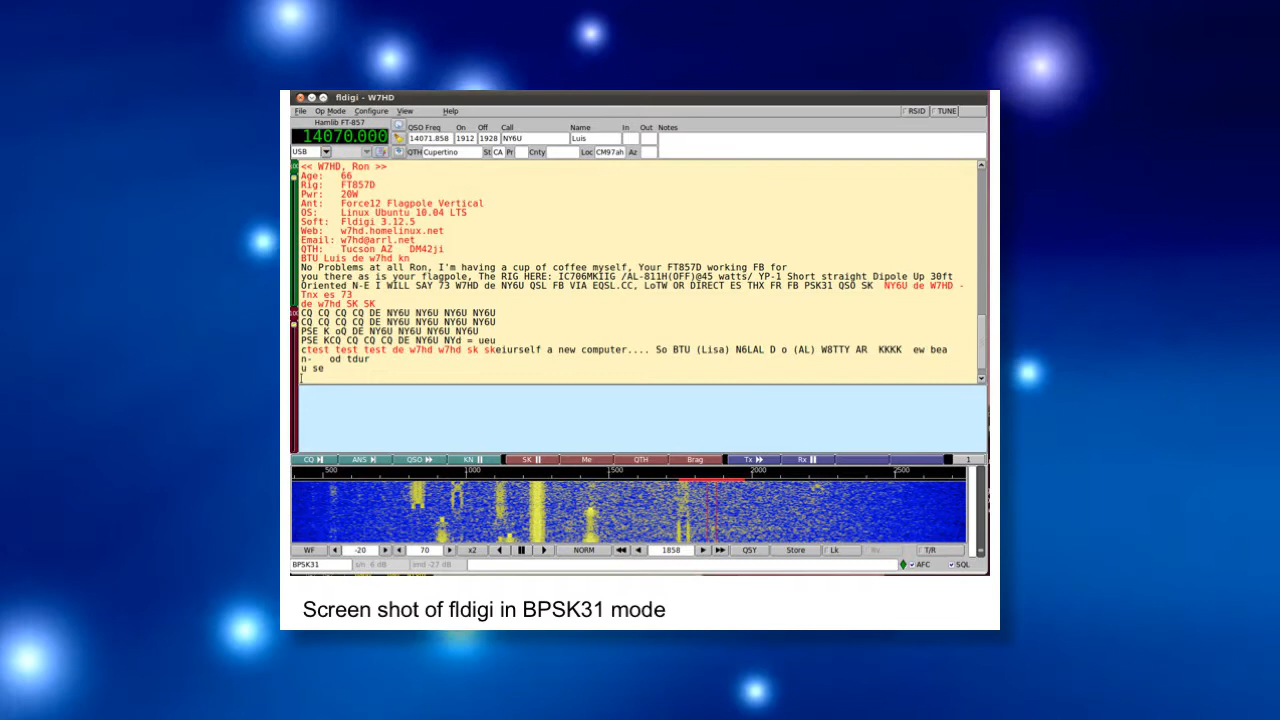 fldigi - W7HD
File Op Mode Configure View Help RSID TUNE
Hamlib FT-857
QSO Freq On Off Call Name In Out Notes
14070.000 14071.858 1912 1928 NY6U Luis
USB QTH Cupertino St CA Pr Cnty Loc CM97ah Az
<< W7HD, Ron >>
Age: 66
Rig: FT857D
Pwr: 20W
Ant: Force12 Flagpole Vertical
OS: Linux Ubuntu 10.04 LTS
Soft: Fldigi 3.12.5
Web: w7hd.homelinux.net
Email: w7hd@arrl.net
QTH: Tucson AZ DM42ji
BTU Luis de w7hd kn
No Problems at all Ron, I'm having a cup of coffee myself, Your FT857D working FB for
you there as is your flagpole, The RIG HERE: IC706MKIIG /AL-811H(OFF)@45 watts/ YP-1 Short straight Dipole Up 30ft
Oriented N-E I WILL SAY 73 W7HD de NY6U QSL FB VIA EQSL.CC, LoTW OR DIRECT ES THX FR FB PSK31 QSO SK NY6U de W7HD -
Tnx es 73
de w7hd SK SK
CQ CQ CQ CQ DE NY6U NY6U NY6U NY6U
CQ CQ CQ CQ DE NY6U NY6U NY6U NY6U
PSE K oQ DE NY6U NY6U NY6U NY6U
PSE KCQ CQ CQ CQ DE NY6U NYd = ueu
ctest test test de w7hd w7hd sk skeiurself a new computer.... So BTU (Lisa) N6LAL D o (AL) W8TTY AR KKKK ew bea
n- od tdur
u se
CQ ANS QSO KN SK Me QTH Brag Tx Rx 1
500 1000 1500 2000 2500
WF -20 70 x2 NORM 1858 QSY Store Lk Rv T/R
BPSK31 s/n 6 dB imd -27 dB AFC SQL
Screen shot of fldigi in BPSK31 mode